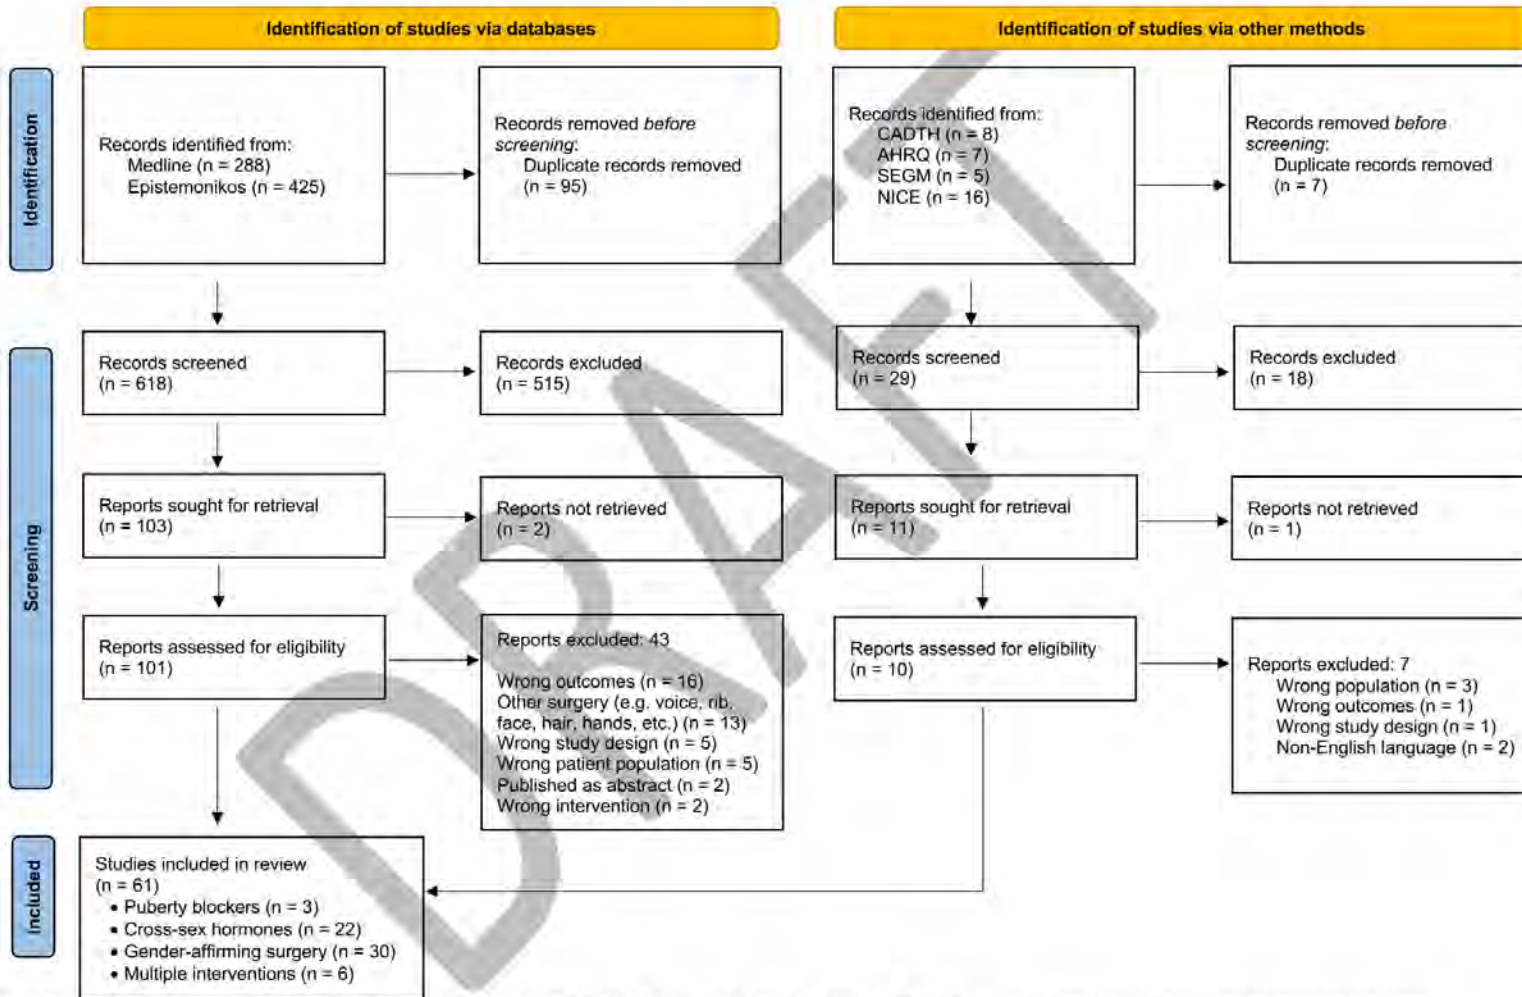 Identification of studies via databases
Identification of studies via other methods
Identification
Records identified from:
Medline (n = 288)
Epistemonikos (n = 425)
Records removed before
screening:
Duplicate records removed
(n = 95)
Records identified from:
CADTH (n = 8)
AHRQ (n = 7)
SEGM (n = 5)
NICE (n = 16)
Records removed before
screening:
Duplicate records removed
(n = 7)
Screening
Records screened
(n = 618)
Records excluded
(n = 515)
Records screened
(n = 29)
Records excluded
(n = 18)
Reports sought for retrieval
(n = 103)
Reports not retrieved
(n = 2)
Reports sought for retrieval
(n = 11)
Reports not retrieved
(n = 1)
Reports assessed for eligibility
(n = 101)
Reports excluded: 43
Wrong outcomes (n = 16)
Other surgery (e.g. voice, rib,
face, hair, hands, etc.) (n = 13)
Wrong study design (n = 5)
Wrong patient population (n = 5)
Published as abstract (n = 2)
Wrong intervention (n = 2)
Reports assessed for eligibility
(n = 10)
Reports excluded: 7
Wrong population (n = 3)
Wrong outcomes (n = 1)
Wrong study design (n = 1)
Non-English language (n = 2)
Included
Studies included in review
(n = 61)
• Puberty blockers (n = 3)
• Cross-sex hormones (n = 22)
• Gender-affirming surgery (n = 30)
• Multiple interventions (n = 6)
DRAFT